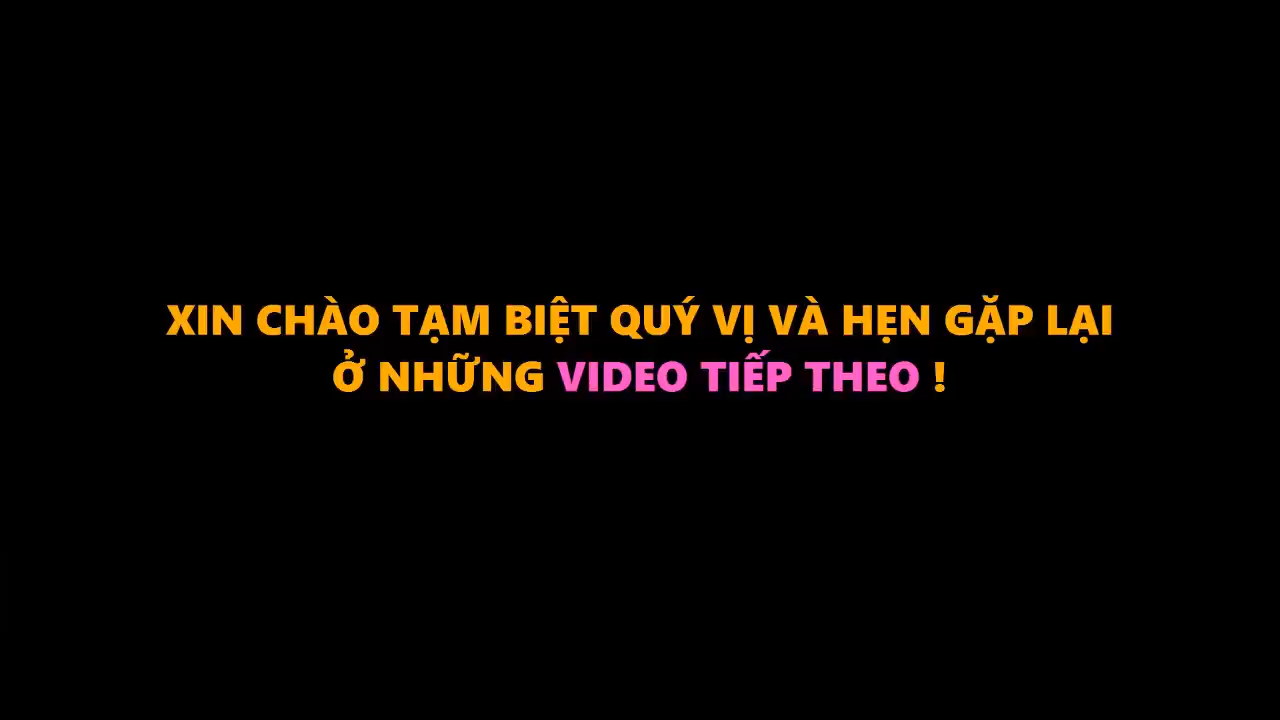 XIN CHÀO TẠM BIỆT QUÝ VỊ VÀ HẸN GẶP LẠI
Ở NHỮNG VIDEO TIẾP THEO !